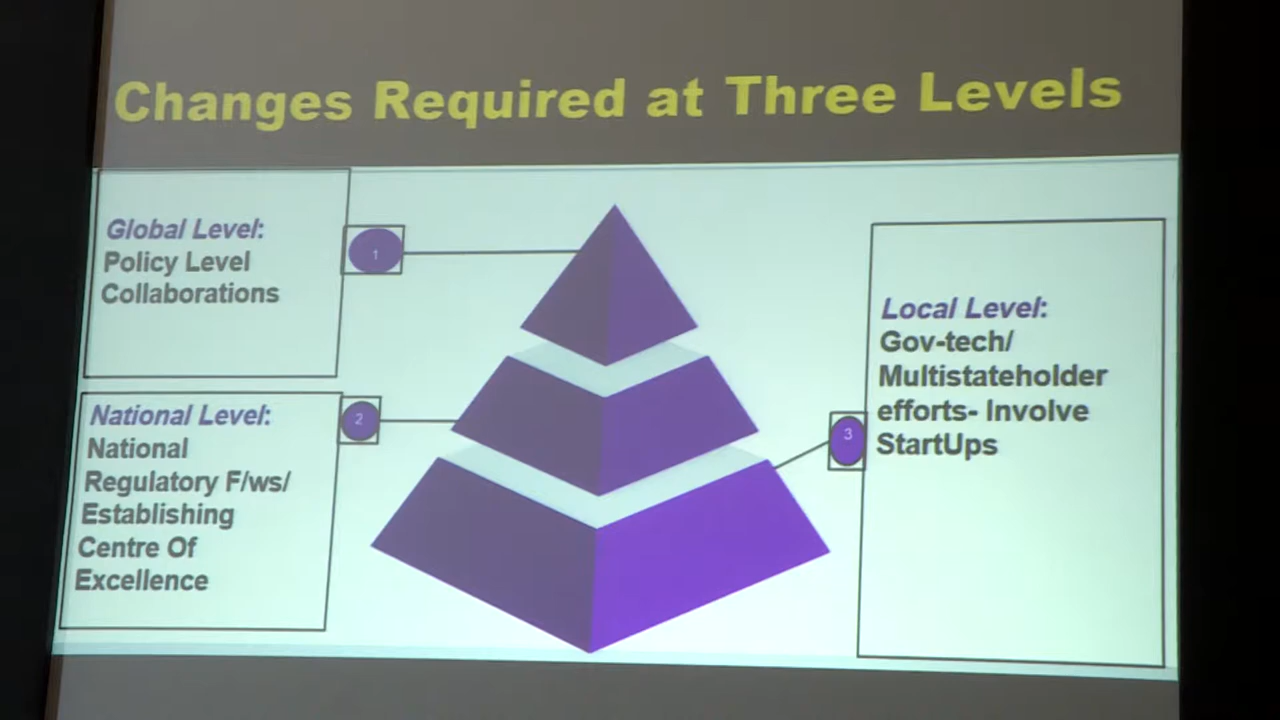 Changes Required at Three Levels
Global Level:
Policy Level
Collaborations
1
National Level:
National
Regulatory F/ws/
Establishing
Centre Of
Excellence
2
Local Level:
Gov-tech/
Multistateholder
efforts- Involve
StartUps
3